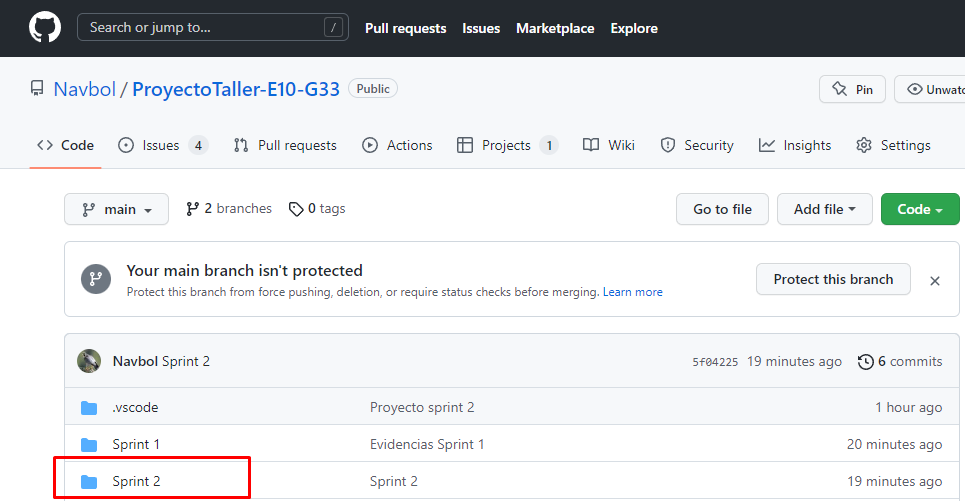 Search or jump to... / Pull requests Issues Marketplace Explore
Navbol / ProyectoTaller-E10-G33 Public Pin Unwatc
Code Issues 4 Pull requests Actions Projects 1 Wiki Security Insights Settings
main 2 branches 0 tags Go to file Add file Code
Your main branch isn't protected
Protect this branch from force pushing, deletion, or require status checks before merging. Learn more
Protect this branch ×
Navbol Sprint 2 5f04225 19 minutes ago 6 commits
.vscode Proyecto sprint 2 1 hour ago
Sprint 1 Evidencias Sprint 1 20 minutes ago
Sprint 2 Sprint 2 19 minutes ago